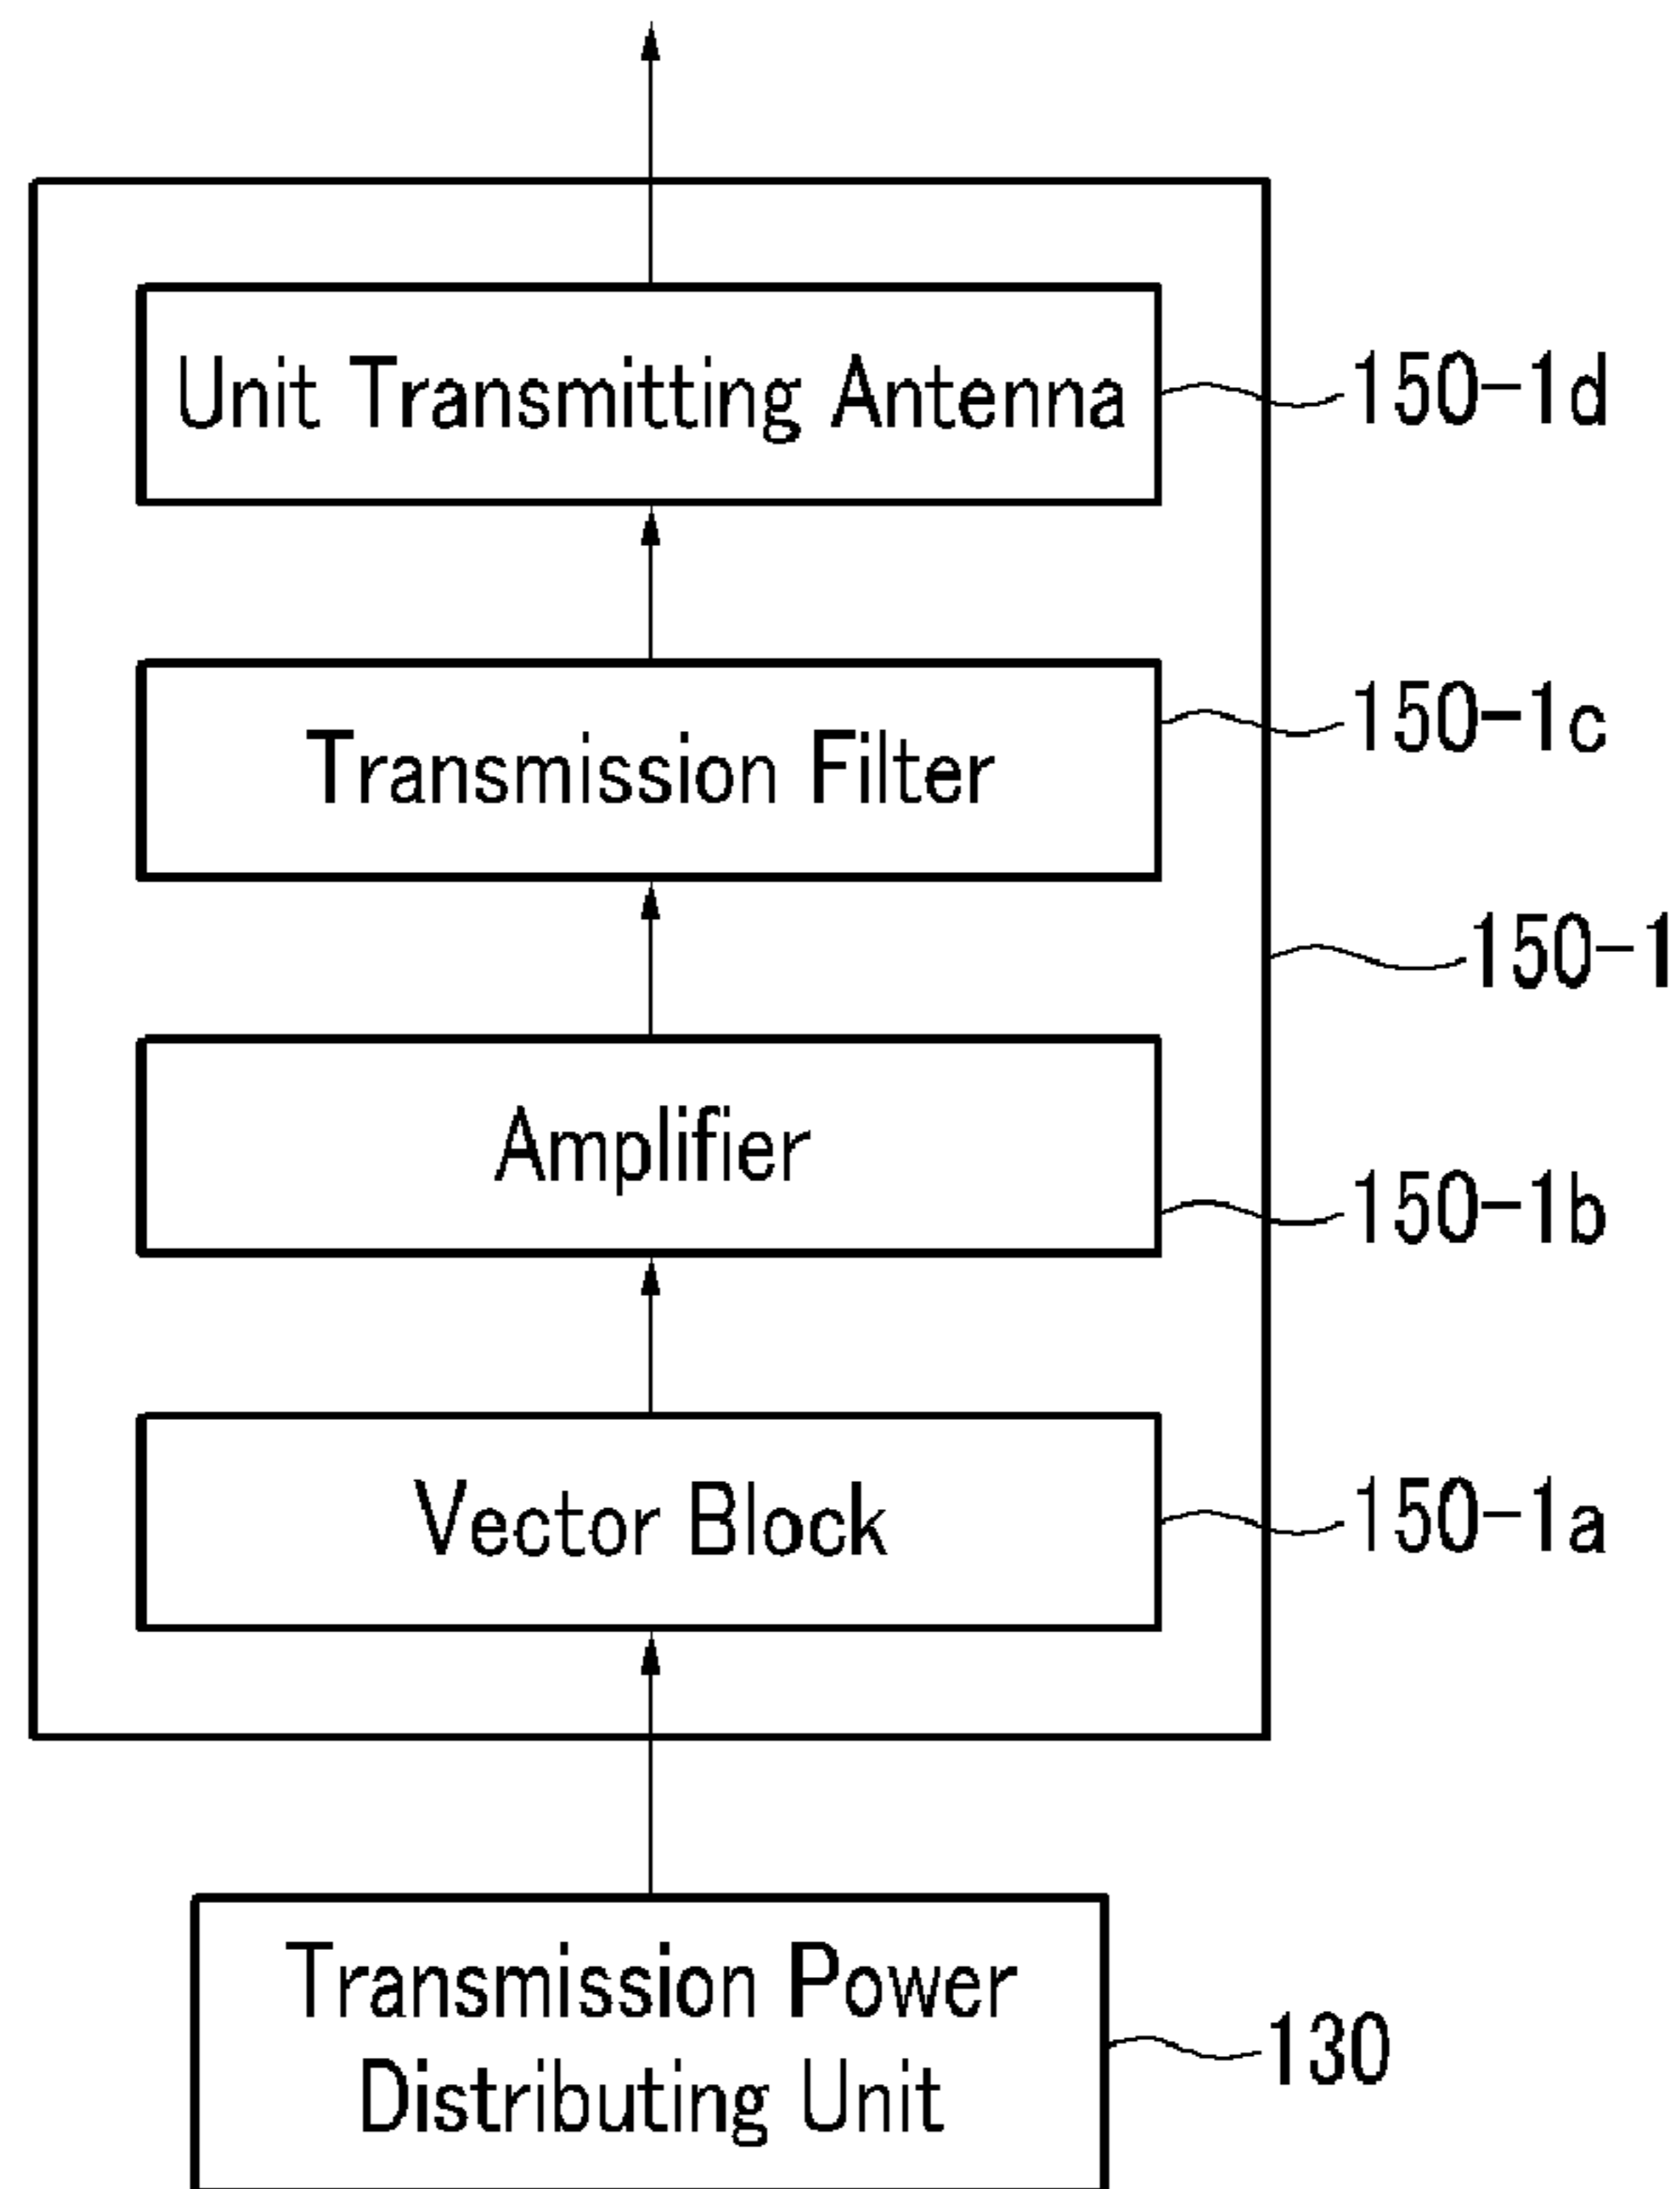 Unit Transmitting Antenna
150-1d
Transmission Filter
150-1c
150-1
Amplifier
150-1b
Vector Block
150-1a
Transmission Power
Distributing Unit
130